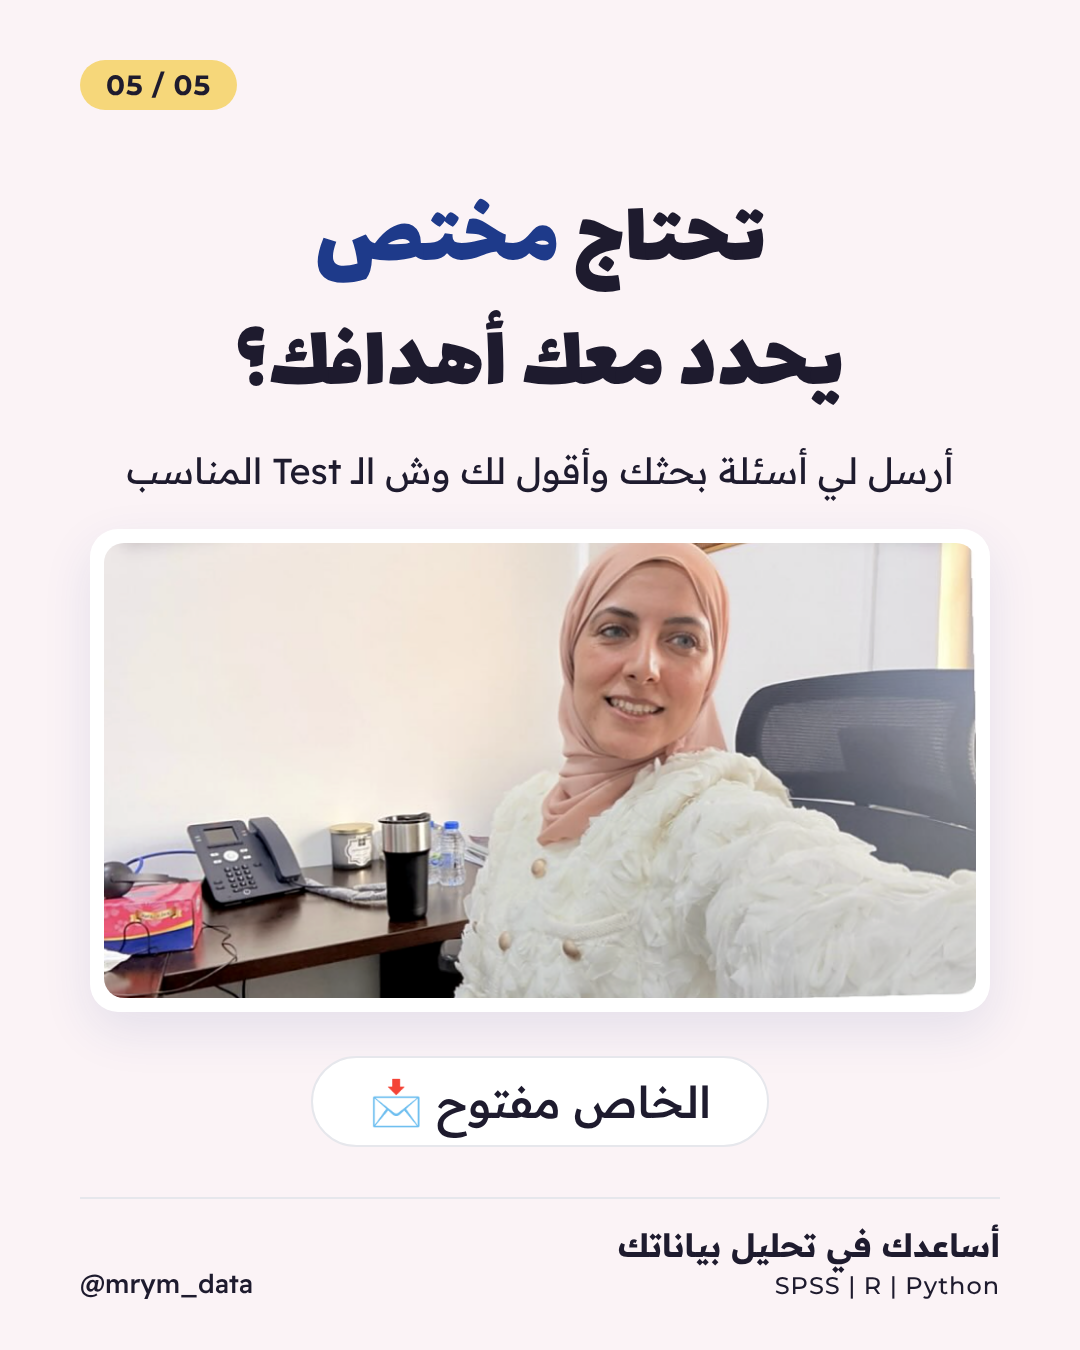 05 / 05
تحتاج مختص
يحدد معك أهدافك؟
أرسل لي أسئلة بحثك وأقول لك وش الـ Test المناسب
الخاص مفتوح 📩
أساعدك في تحليل بياناتك
SPSS | R | Python
@mrym_data